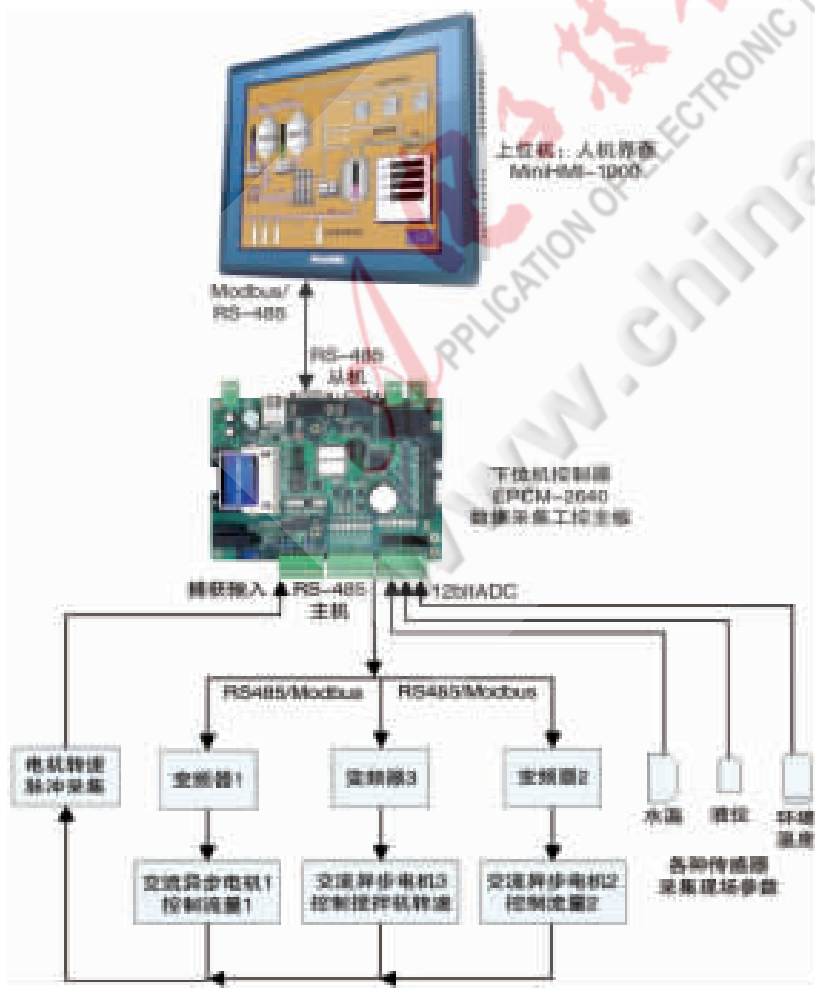 上位机：人机界面
MiniHMI-1000
Modbus/
RS-485
RS-485
从机
下位机控制器
EPCM-2640
数据采集工控主板
捕获输入
RS-485
主机
12bitADC
RS485/Modbus
RS485/Modbus
电机转速
脉冲采集
变频器1
变频器3
变频器2
水温
液位
环境
温度
交流异步电机1
控制流量1
交流异步电机3
控制搅拌机转速
交流异步电机2
控制流量2
各种传感器
采集现场参数
APPLICATION OF ELECTRONIC
www.china